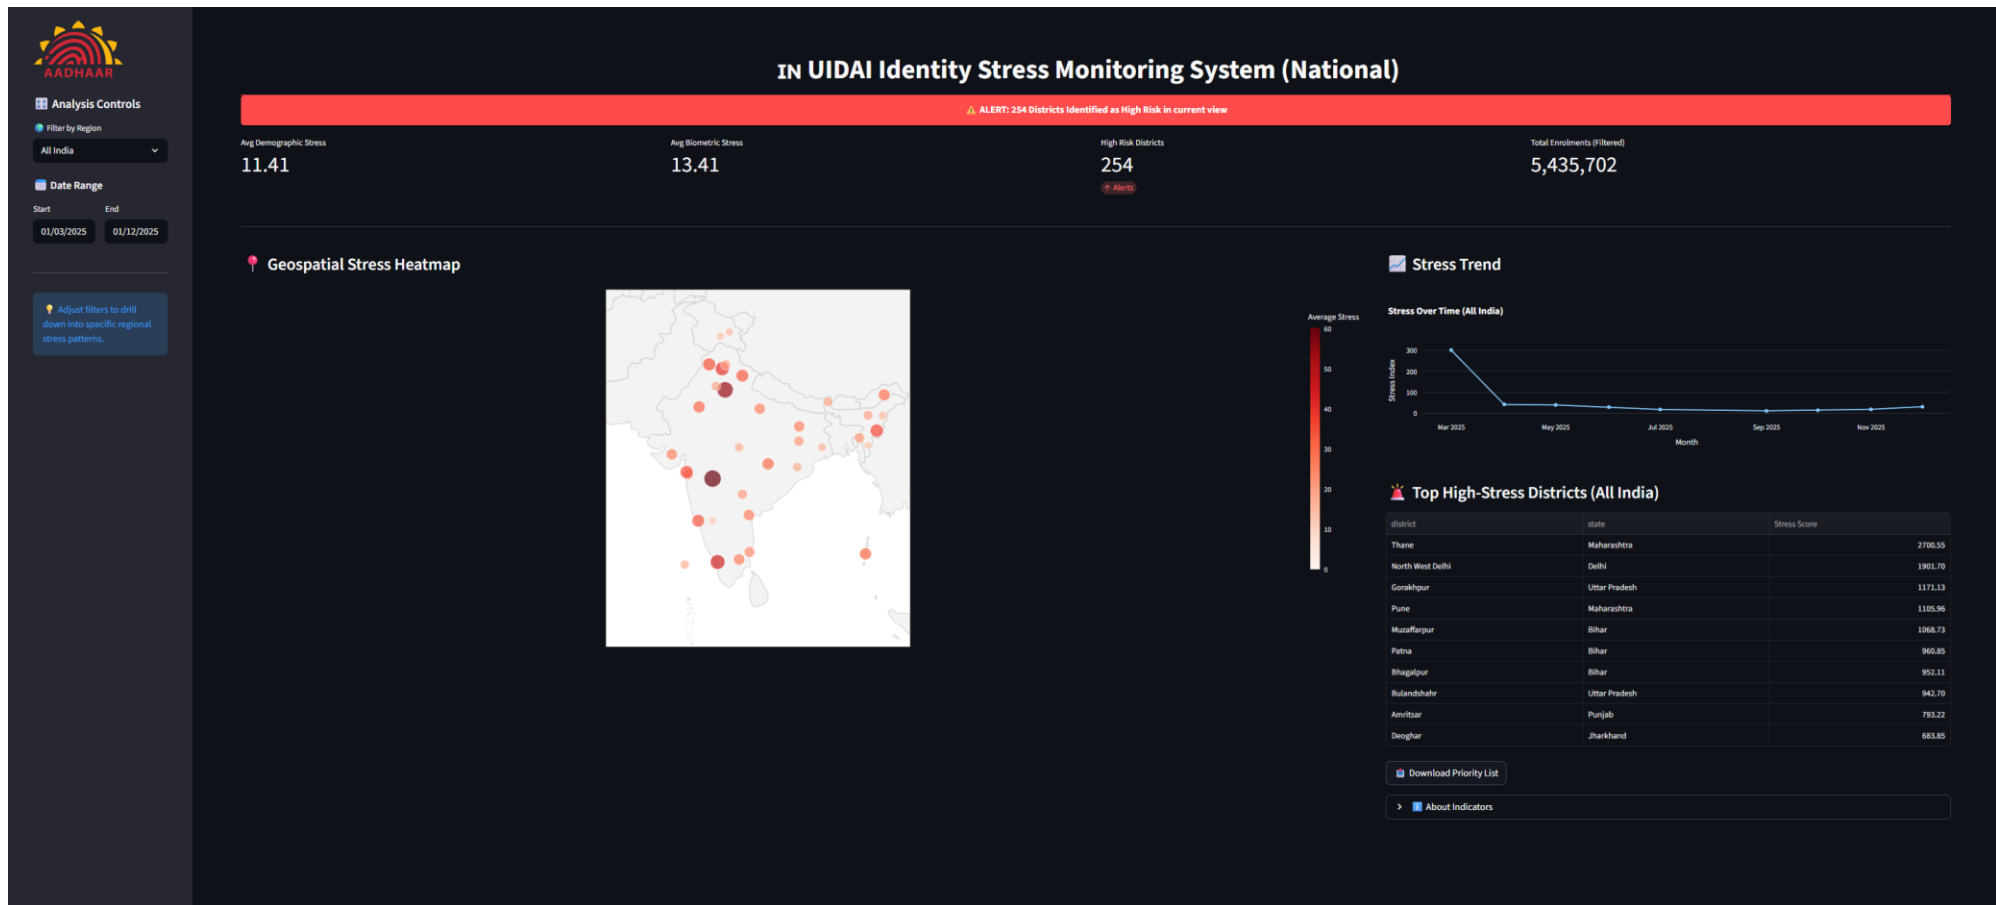 AADHAAR
Analysis Controls
Filter by Region
All India
Date Range
Start End
01/03/2025 01/12/2025
Adjust filters to drill
down into specific regional
stress patterns.
IN UIDAI Identity Stress Monitoring System (National)
ALERT: 254 Districts Identified as High Risk in current view
Avg Demographic Stress
11.41
Avg Biometric Stress
13.41
High Risk Districts
254
↑ Alerts
Total Enrolments (Filtered)
5,435,702
Geospatial Stress Heatmap
Average Stress
60
50
40
30
20
10
0
Stress Trend
Stress Over Time (All India)
Stress Index
300
200
100
0
Mar 2025 May 2025 Jul 2025 Sep 2025 Nov 2025
Month
Top High-Stress Districts (All India)
district state Stress Score
Thane Maharashtra 2700.55
North West Delhi Delhi 1901.70
Gorakhpur Uttar Pradesh 1171.13
Pune Maharashtra 1105.96
Muzaffarpur Bihar 1068.73
Patna Bihar 960.85
Bhagalpur Bihar 952.11
Bulandshahr Uttar Pradesh 942.70
Amritsar Punjab 793.22
Deoghar Jharkhand 683.85
Download Priority List
About Indicators